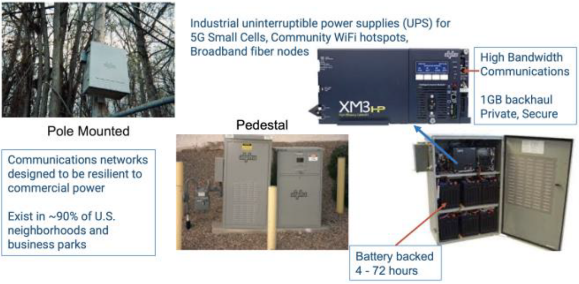 Industrial uninterruptible power supplies (UPS) for
5G Small Cells, Community WiFi hotspots,
Broadband fiber nodes
High Bandwidth
Communications
1GB backhaul
Private, Secure
XM3HP
Pole Mounted
Pedestal
Communications networks
designed to be resilient to
commercial power
Exist in ~90% of U.S.
neighborhoods and
business parks
Battery backed
4 - 72 hours